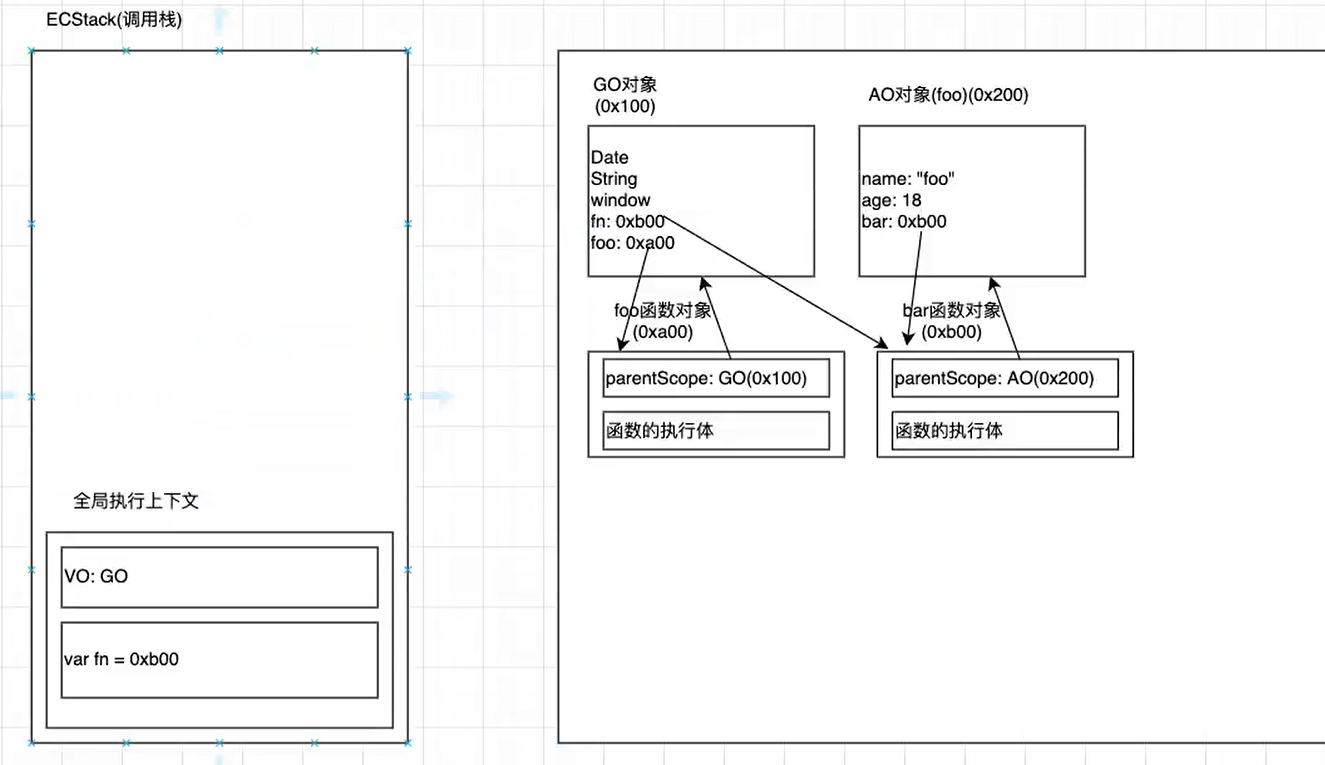 ECStack(调用栈)
全局执行上下文
VO: GO
var fn = 0xb00
GO对象
(0x100)
Date
String
window
fn: 0xb00
foo: 0xa00
AO对象(foo)(0x200)
name: "foo"
age: 18
bar: 0xb00
foo函数对象
(0xa00)
parentScope: GO(0x100)
函数的执行体
bar函数对象
(0xb00)
parentScope: AO(0x200)
函数的执行体